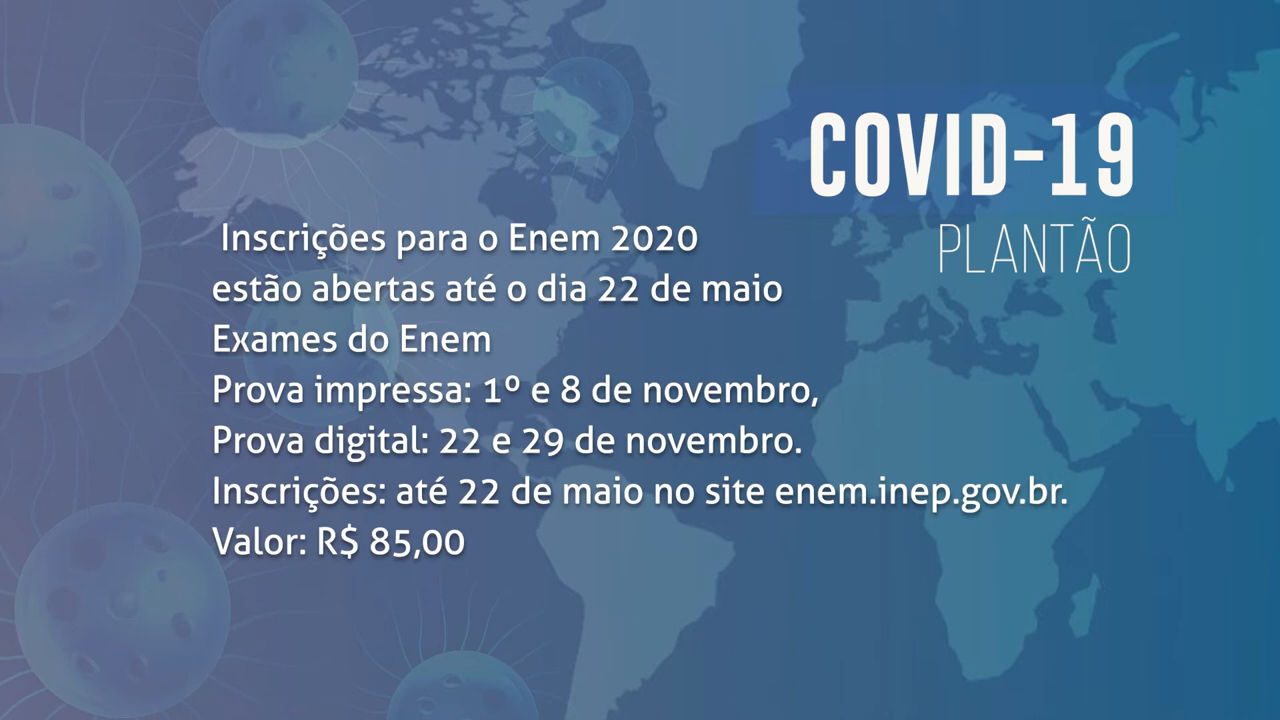 COVID-19
PLANTÃO
Inscrições para o Enem 2020
estão abertas até o dia 22 de maio
Exames do Enem
Prova impressa: 1º e 8 de novembro,
Prova digital: 22 e 29 de novembro.
Inscrições: até 22 de maio no site enem.inep.gov.br.
Valor: R$ 85,00